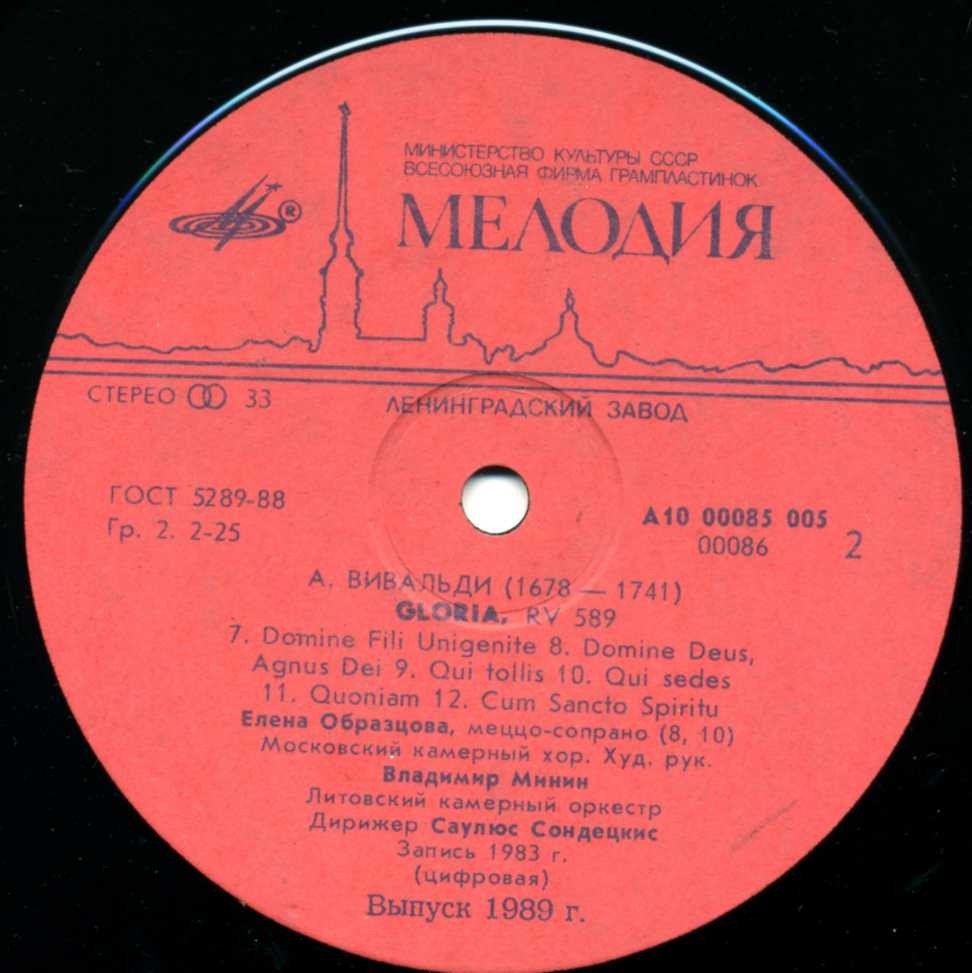 МИНИСТЕРСТВО КУЛЬТУРЫ СССР
ВСЕСОЮЗНАЯ ФИРМА ГРАМПЛАСТИНОК
®
МЕЛОДИЯ
СТЕРЕО 33
ЛЕНИНГРАДСКИЙ ЗАВОД
ГОСТ 5289-88
Гр. 2. 2-25
А10 00085 005
00086
2
А. ВИВАЛЬДИ (1678 — 1741)
GLORIA, RV 589
7. Domine Fili Unigenite 8. Domine Deus,
Agnus Dei 9. Qui tollis 10. Qui sedes
11. Quoniam 12. Cum Sancto Spiritu
Елена Образцова, меццо-сопрано (8, 10)
Московский камерный хор. Худ. рук.
Владимир Минин
Литовский камерный оркестр
Дирижер Саулюс Сондецкис
Запись 1983 г.
(цифровая)
Выпуск 1989 г.